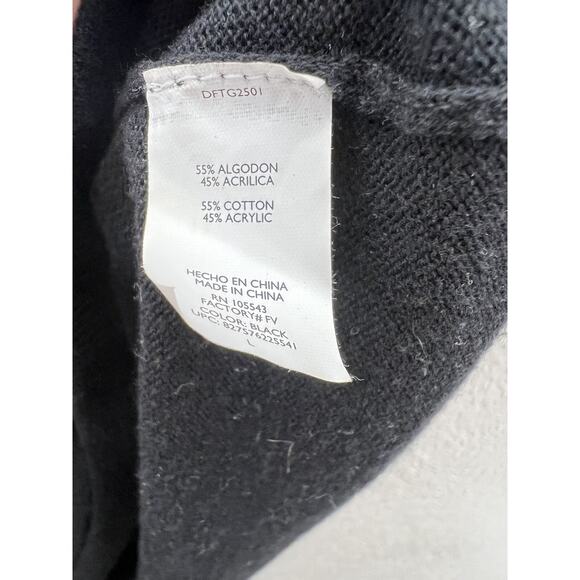 DFTG2501
55% ALGODON
45% ACRILICA
55% COTTON
45% ACRYLIC
HECHO EN CHINA
MADE IN CHINA
RN 105543
FACTORY# FV
COLOR: BLACK
UPC: 827576225541
L